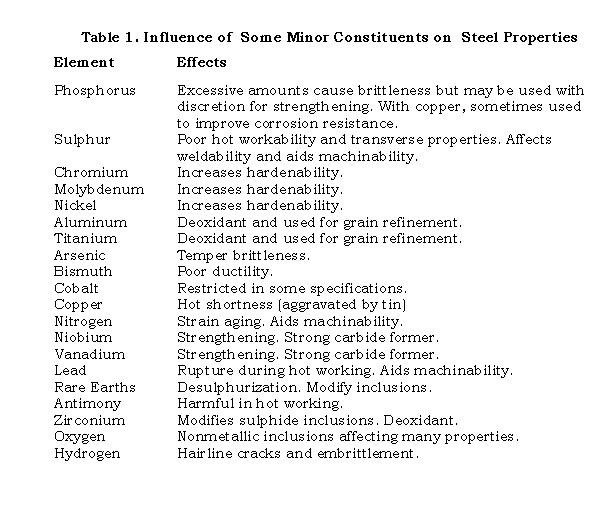 Table 1. Influence of Some Minor Constituents on Steel Properties
Element Effects
Phosphorus Excessive amounts cause brittleness but may be used with
discretion for strengthening. With copper, sometimes used
to improve corrosion resistance.
Sulphur Poor hot workability and transverse properties. Affects
weldability and aids machinability.
Chromium Increases hardenability.
Molybdenum Increases hardenability.
Nickel Increases hardenability.
Aluminum Deoxidant and used for grain refinement.
Titanium Deoxidant and used for grain refinement.
Arsenic Temper brittleness.
Bismuth Poor ductility.
Cobalt Restricted in some specifications.
Copper Hot shortness (aggravated by tin)
Nitrogen Strain aging. Aids machinability.
Niobium Strengthening. Strong carbide former.
Vanadium Strengthening. Strong carbide former.
Lead Rupture during hot working. Aids machinability.
Rare Earths Desulphurization. Modify inclusions.
Antimony Harmful in hot working.
Zirconium Modifies sulphide inclusions. Deoxidant.
Oxygen Nonmetallic inclusions affecting many properties.
Hydrogen Hairline cracks and embrittlement.